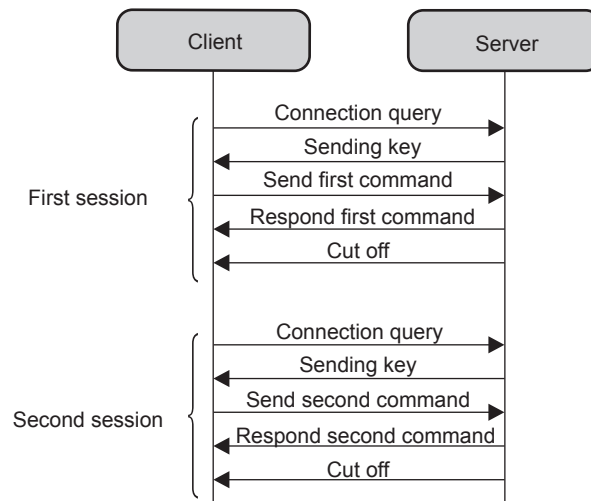 Client
Server
Connection query
Sending key
Send first command
First session
Respond first command
Cut off
Connection query
Sending key
Send second command
Second session
Respond second command
Cut off